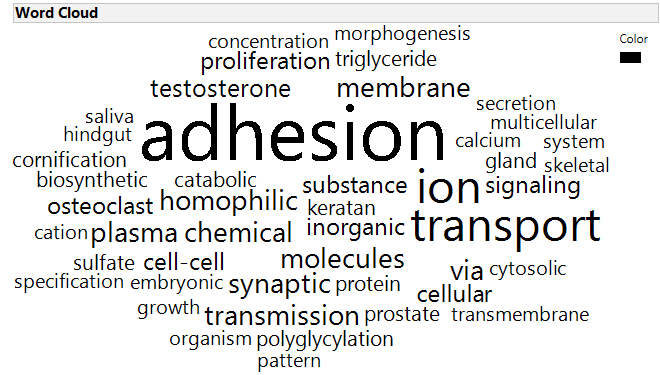 Word Cloud
Color
concentration morphogenesis
proliferation triglyceride
testosterone membrane
secretion
saliva adhesion multicellular
hindgut calcium system
cornification gland skeletal
biosynthetic catabolic substance ion signaling
osteoclast homophilic keratan
cation plasma chemical inorganic transport
sulfate cell-cell molecules via cytosolic
specification embryonic synaptic protein cellular
growth transmission prostate transmembrane
organism polyglycylation
pattern